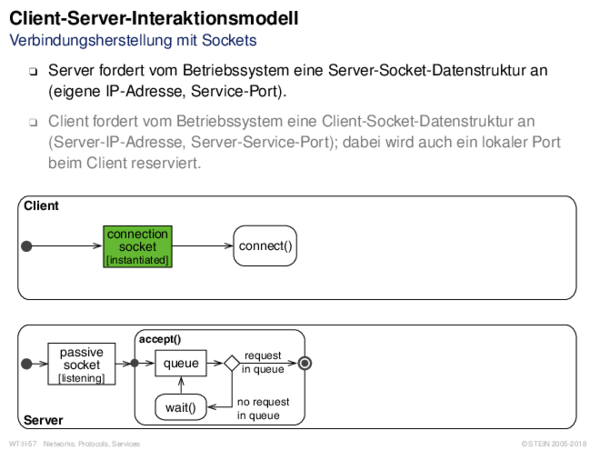 Client-Server-Interaktionsmodell
Verbindungsherstellung mit Sockets
Server fordert vom Betriebssystem eine Server-Socket-Datenstruktur an
(eigene IP-Adresse, Service-Port).
Client fordert vom Betriebssystem eine Client-Socket-Datenstruktur an
(Server-IP-Adresse, Server-Service-Port); dabei wird auch ein lokaler Port
beim Client reserviert.
Client
connection
socket
[instantiated]
connect()
accept()
passive
socket
[listening]
queue
request
in queue
wait()
no request
in queue
Server
WT:II-57 Networks, Protocols, Services
©STEIN 2005-2018